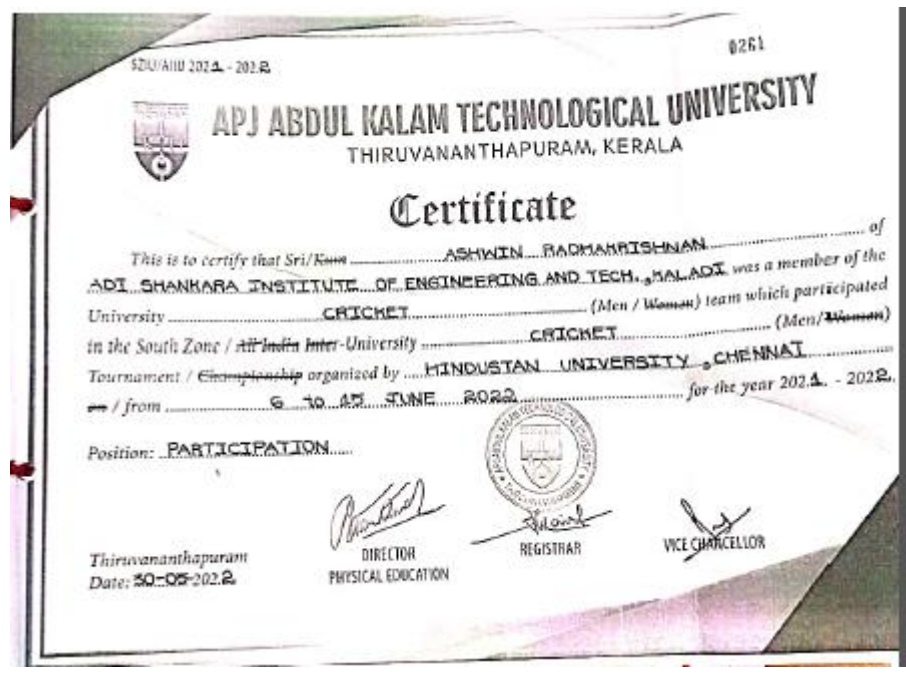 SZIU/AIIU 2021 - 2022
0261
APJ ABDUL KALAM TECHNOLOGICAL UNIVERSITY
THIRUVANANTHAPURAM, KERALA
Certificate
This is to certify that Sri/Kum ASHWIN RADHAKRISHNAN of
ADI SHANKARA INSTITUTE OF ENGINEERING AND TECH., KALADI was a member of the
University CRICKET (Men / Women) team which participated
in the South Zone / All India Inter-University CRICKET (Men/Women)
Tournament / Championship organized by HINDUSTAN UNIVERSITY, CHENNAI
on / from 6 TO 15 JUNE 2022 for the year 2021 - 2022.
Position: PARTICIPATION
Thiruvananthapuram
Date: 30-05-2022
DIRECTOR
PHYSICAL EDUCATION
REGISTRAR
VICE CHANCELLOR